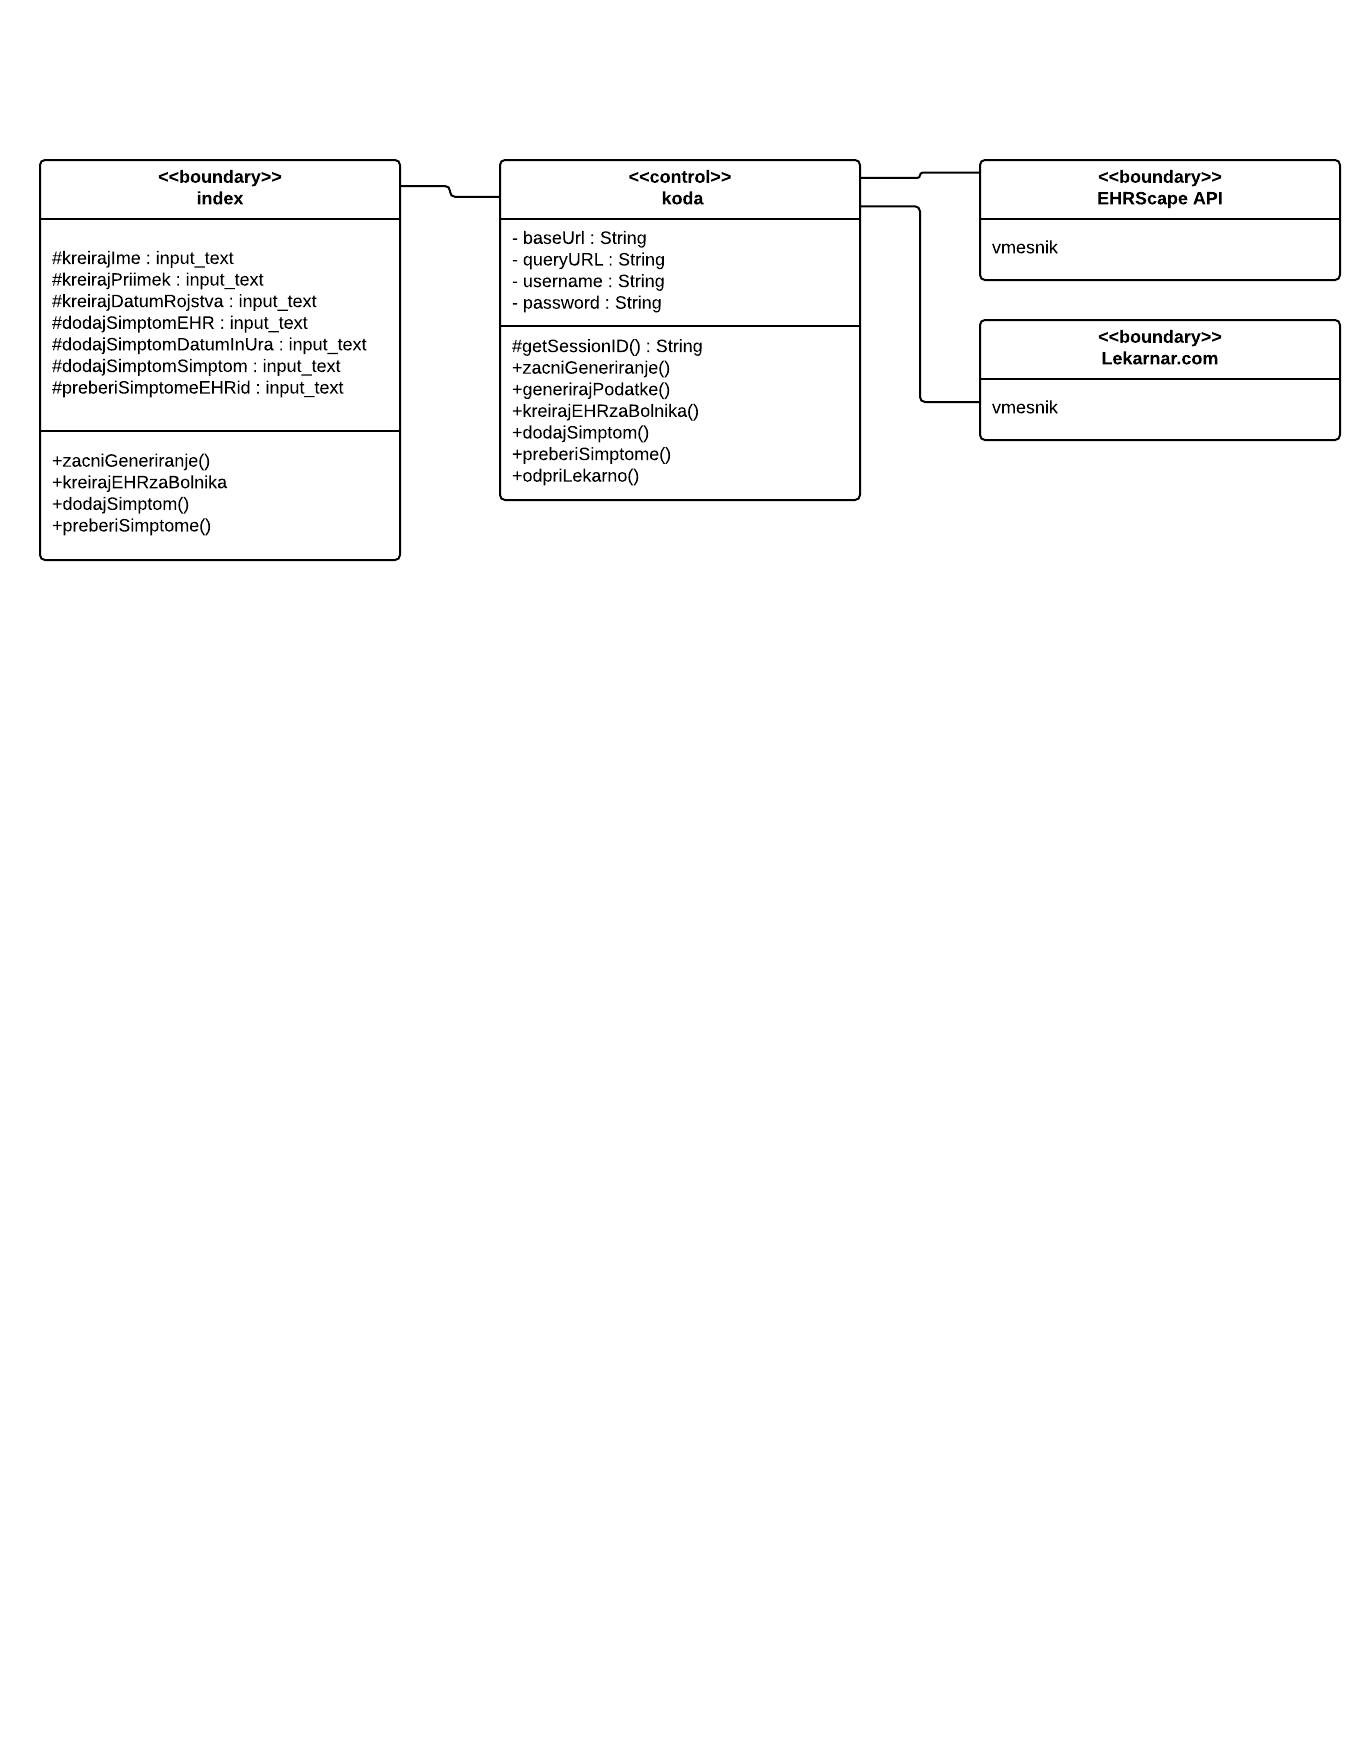 <<boundary>>
index
#kreirajIme : input_text
#kreirajPriimek : input_text
#kreirajDatumRojstva : input_text
#dodajSimptomEHR : input_text
#dodajSimptomDatumInUra : input_text
#dodajSimptomSimptom : input_text
#preberiSimptomeEHRid : input_text
+zacniGeneriranje()
+kreirajEHRzaBolnika
+dodajSimptom()
+preberiSimptome()
<<control>>
koda
- baseUrl : String
- queryURL : String
- username : String
- password : String
#getSessionID() : String
+zacniGeneriranje()
+generirajPodatke()
+kreirajEHRzaBolnika()
+dodajSimptom()
+preberiSimptome()
+odpriLekarno()
<<boundary>>
EHRScape API
vmesnik
<<boundary>>
Lekarnar.com
vmesnik